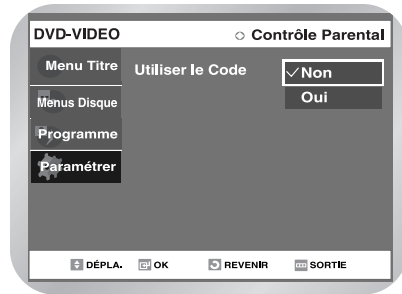 DVD-VIDEO
Contrôle Parental
Menu Titre
Utiliser le Code
Non
Oui
Menus Disque
Programme
Paramétrer
DÉPLA. OK REVENIR SORTIE